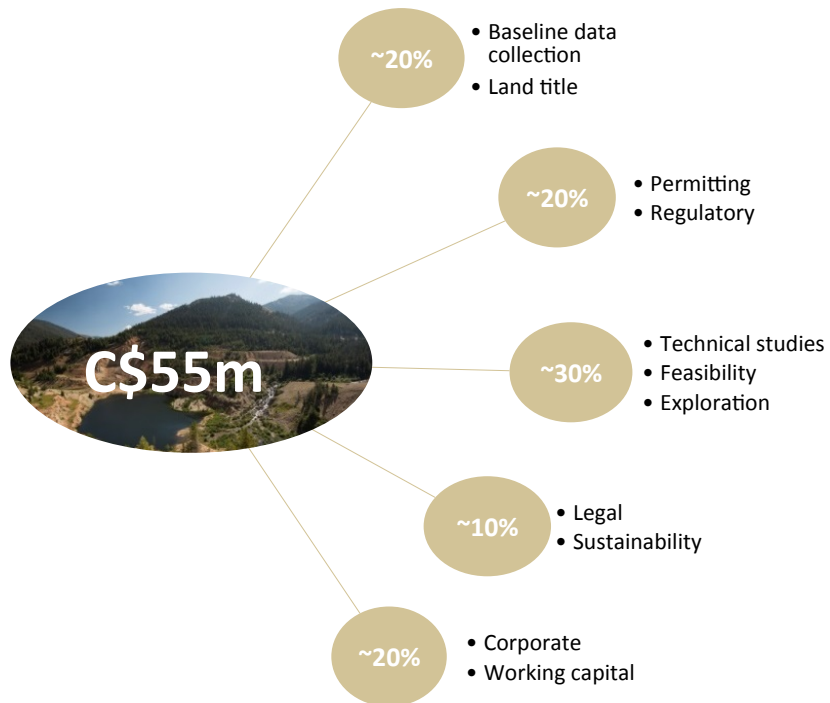 ~20%
• Baseline data
collection
• Land title
~20%
• Permitting
• Regulatory
C$55m
~30%
• Technical studies
• Feasibility
• Exploration
~10%
• Legal
• Sustainability
~20%
• Corporate
• Working capital